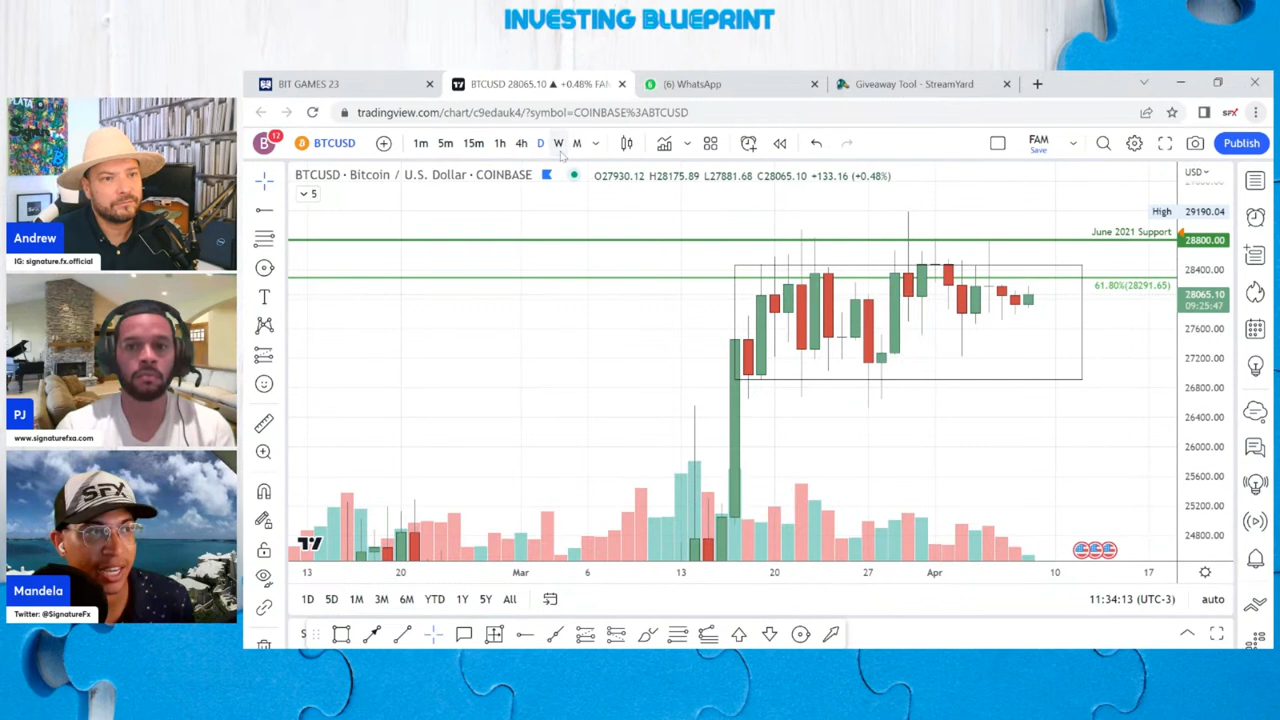 INVESTING BLUEPRINT
BIT GAMES 23
BTCUSD 28065.10 ▲ +0.48% FAM
(6) WhatsApp
Giveaway Tool - StreamYard
tradingview.com/chart/c9edauk4/?symbol=COINBASE%3ABTCUSD
SFX
12
B
BTCUSD
1m 5m 15m 1h 4h D W M
FAM
Save
Publish
BTCUSD · Bitcoin / U.S. Dollar · COINBASE
O27930.12 H28175.89 L27881.68 C28065.10 +133.16 (+0.48%)
USD
5
High 29190.04
June 2021 Support
28800.00
28400.00
61.80%(28291.65)
28065.10
09:25:47
27600.00
27200.00
26800.00
26400.00
26000.00
25600.00
25200.00
24800.00
13 20 Mar 6 13 20 27 Apr 10 17
1D 5D 1M 3M 6M YTD 1Y 5Y All
11:34:13 (UTC-3)
auto
Andrew
IG: signature.fx.official
PJ
www.signaturefxa.com
SFX
Mandela
Twitter: @SignatureFx